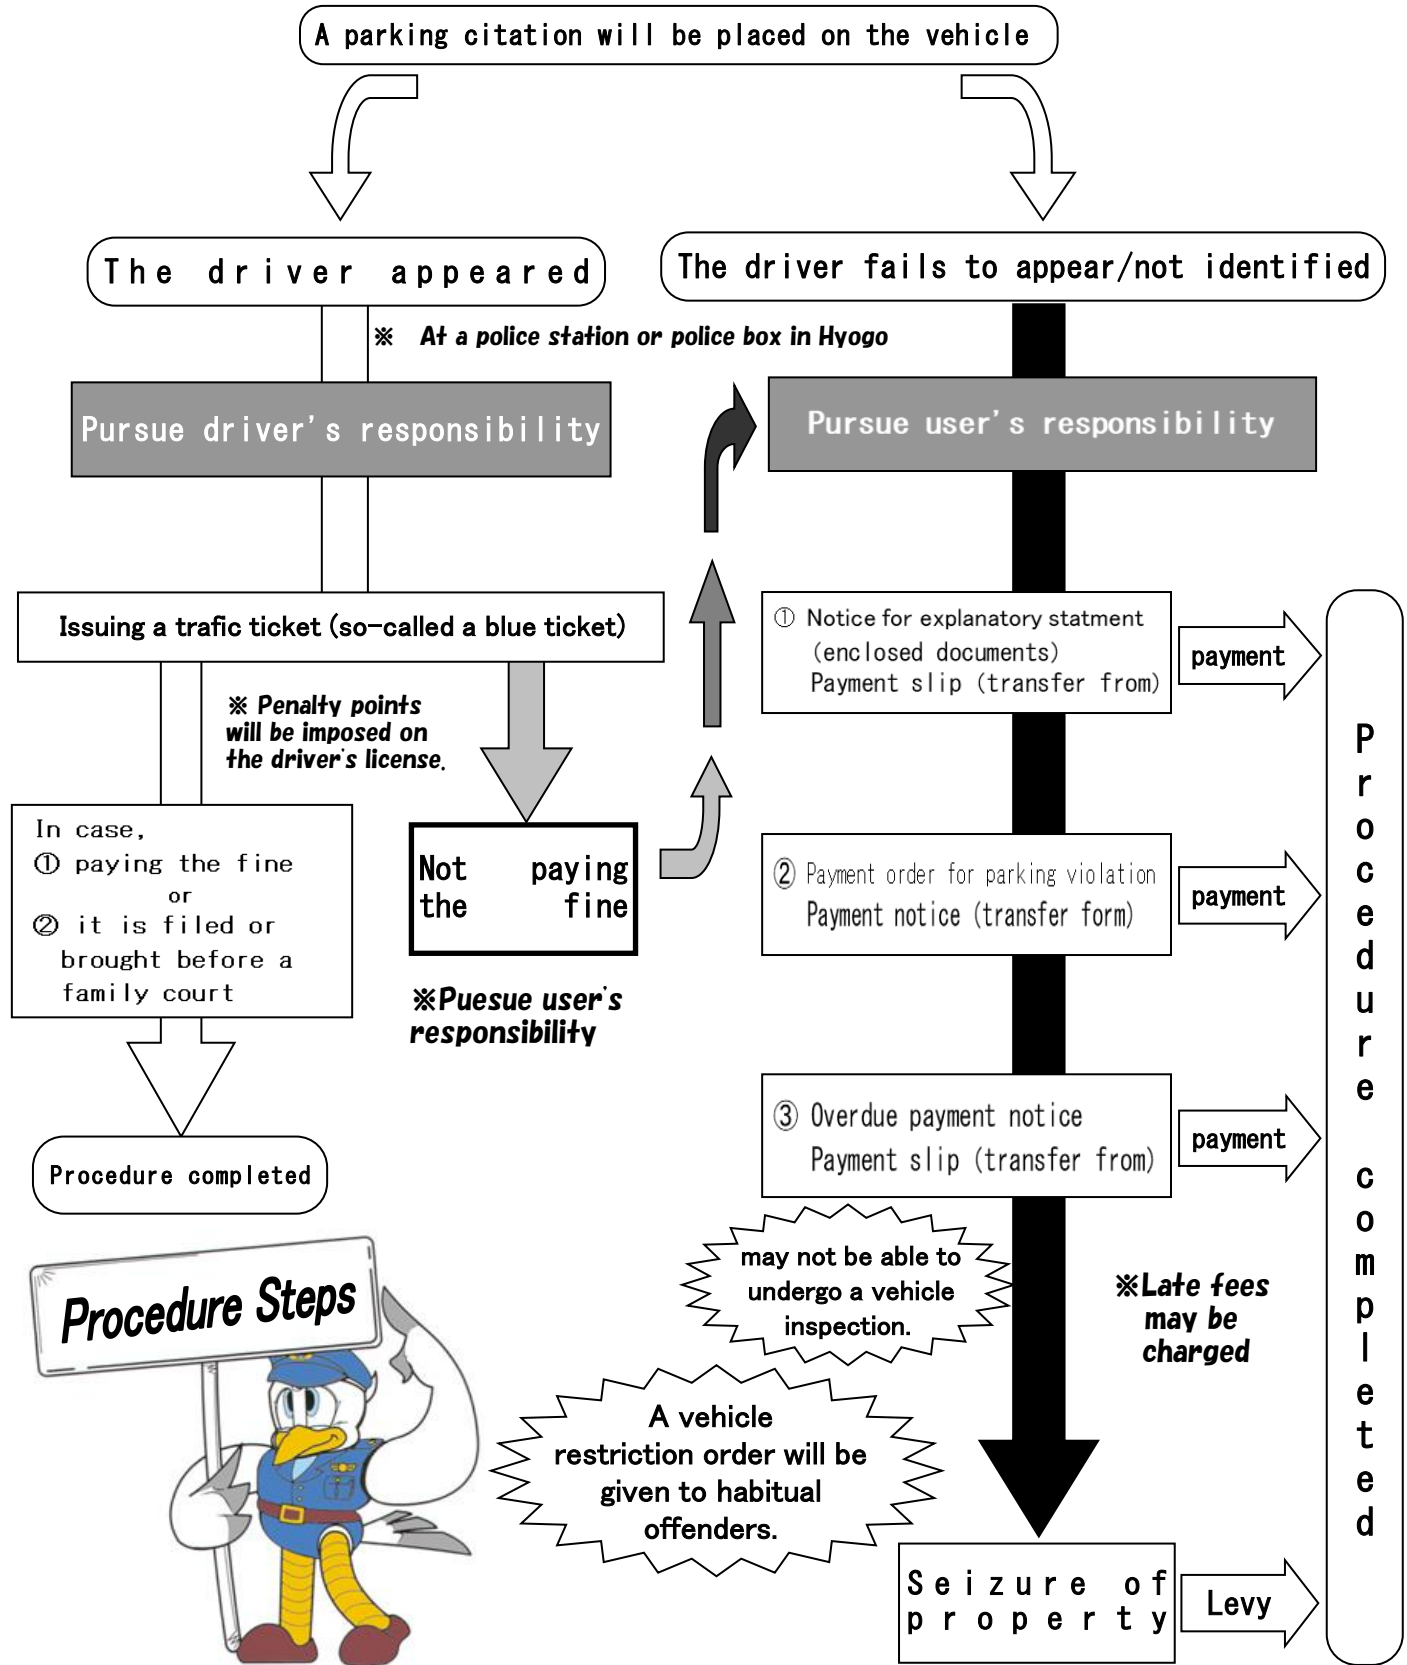 A parking citation will be placed on the vehicle
The driver appeared
The driver fails to appear/not identified
※ At a police station or police box in Hyogo
Pursue driver's responsibility
Pursue user's responsibility
Issuing a trafic ticket (so-called a blue ticket)
※ Penalty points
will be imposed on
the driver's license.
In case,
① paying the fine
or
② it is filed or
brought before a
family court
Not paying
the fine
※Puesue user's
responsibility
Procedure completed
① Notice for explanatory statment
(enclosed documents)
Payment slip (transfer from)
payment
② Payment order for parking violation
Payment notice (transfer form)
payment
③ Overdue payment notice
Payment slip (transfer from)
payment
Procedure completed
may not be able to
undergo a vehicle
inspection.
※Late fees
may be
charged
A vehicle
restriction order will be
given to habitual
offenders.
Seizure of
property
Levy
Procedure Steps